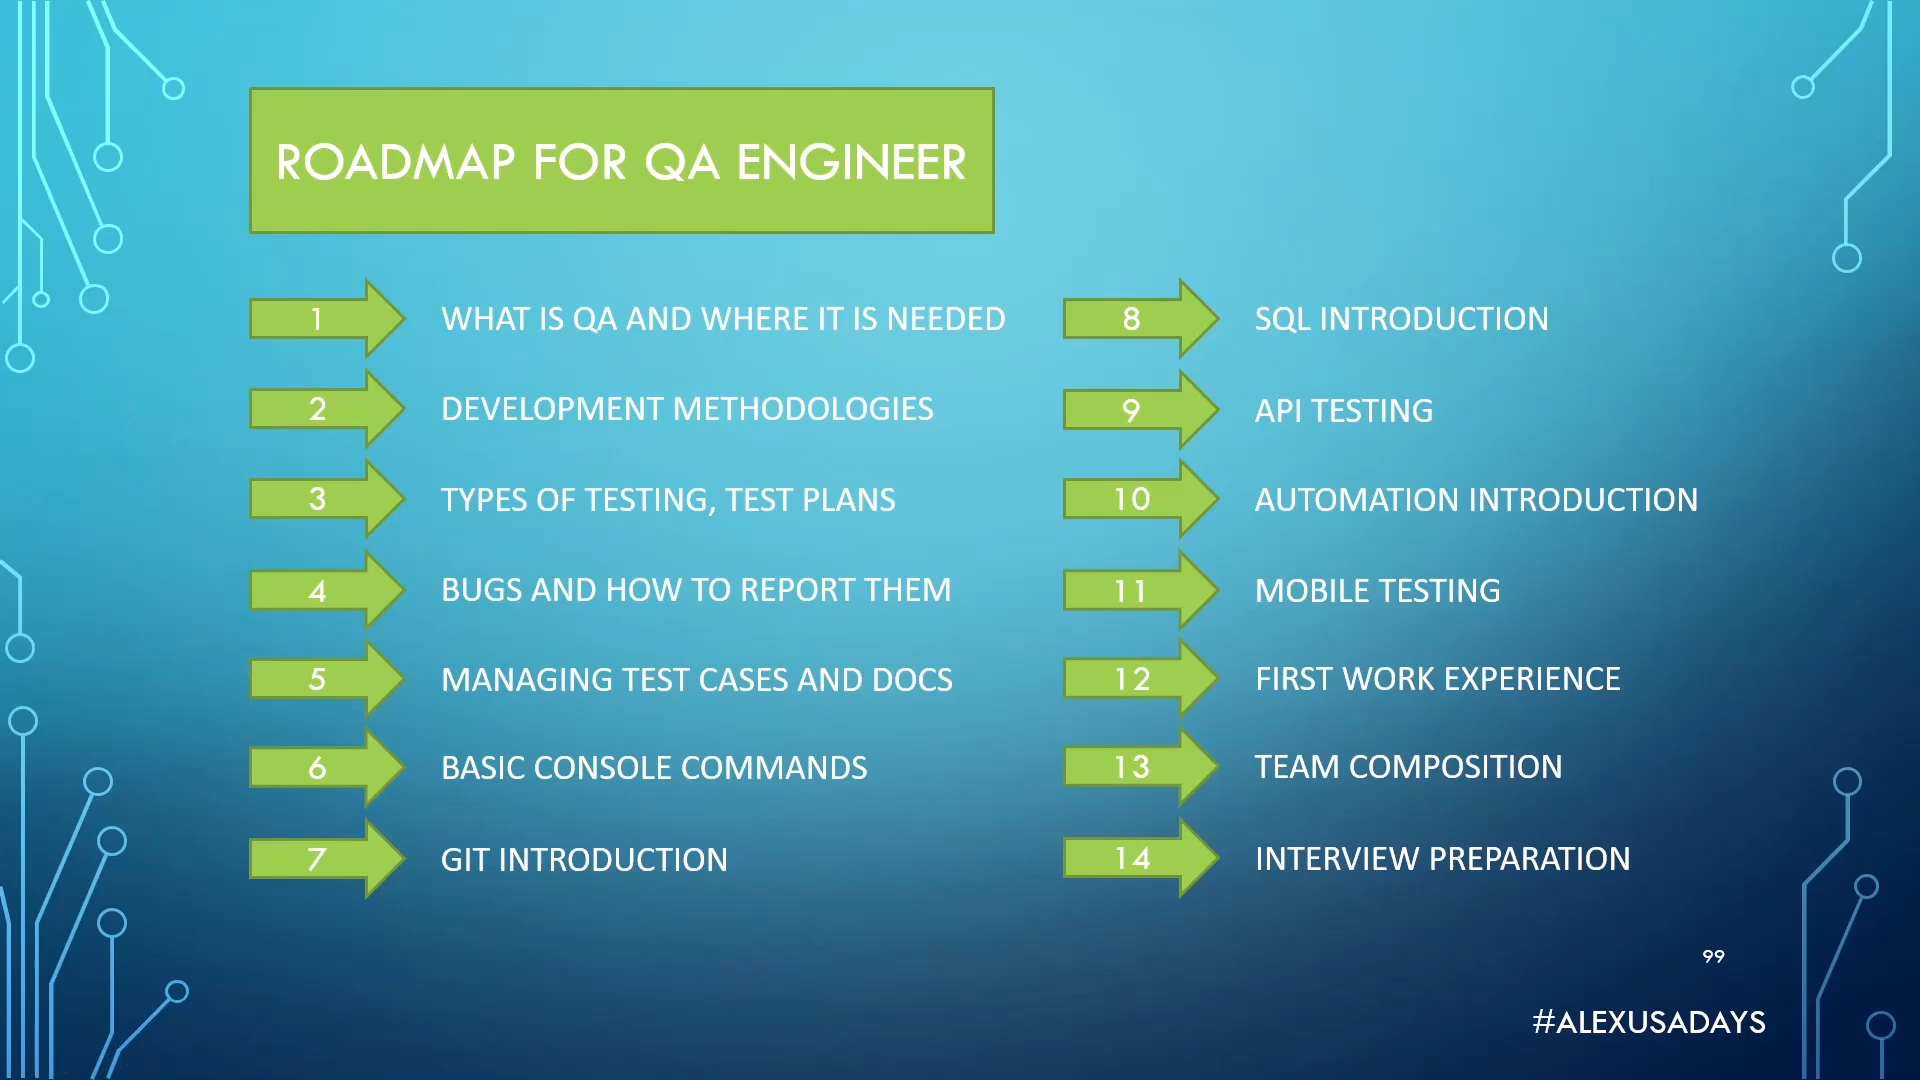 ROADMAP FOR QA ENGINEER
1 WHAT IS QA AND WHERE IT IS NEEDED
2 DEVELOPMENT METHODOLOGIES
3 TYPES OF TESTING, TEST PLANS
4 BUGS AND HOW TO REPORT THEM
5 MANAGING TEST CASES AND DOCS
6 BASIC CONSOLE COMMANDS
7 GIT INTRODUCTION
8 SQL INTRODUCTION
9 API TESTING
10 AUTOMATION INTRODUCTION
11 MOBILE TESTING
12 FIRST WORK EXPERIENCE
13 TEAM COMPOSITION
14 INTERVIEW PREPARATION
99
#ALEXUSADAYS